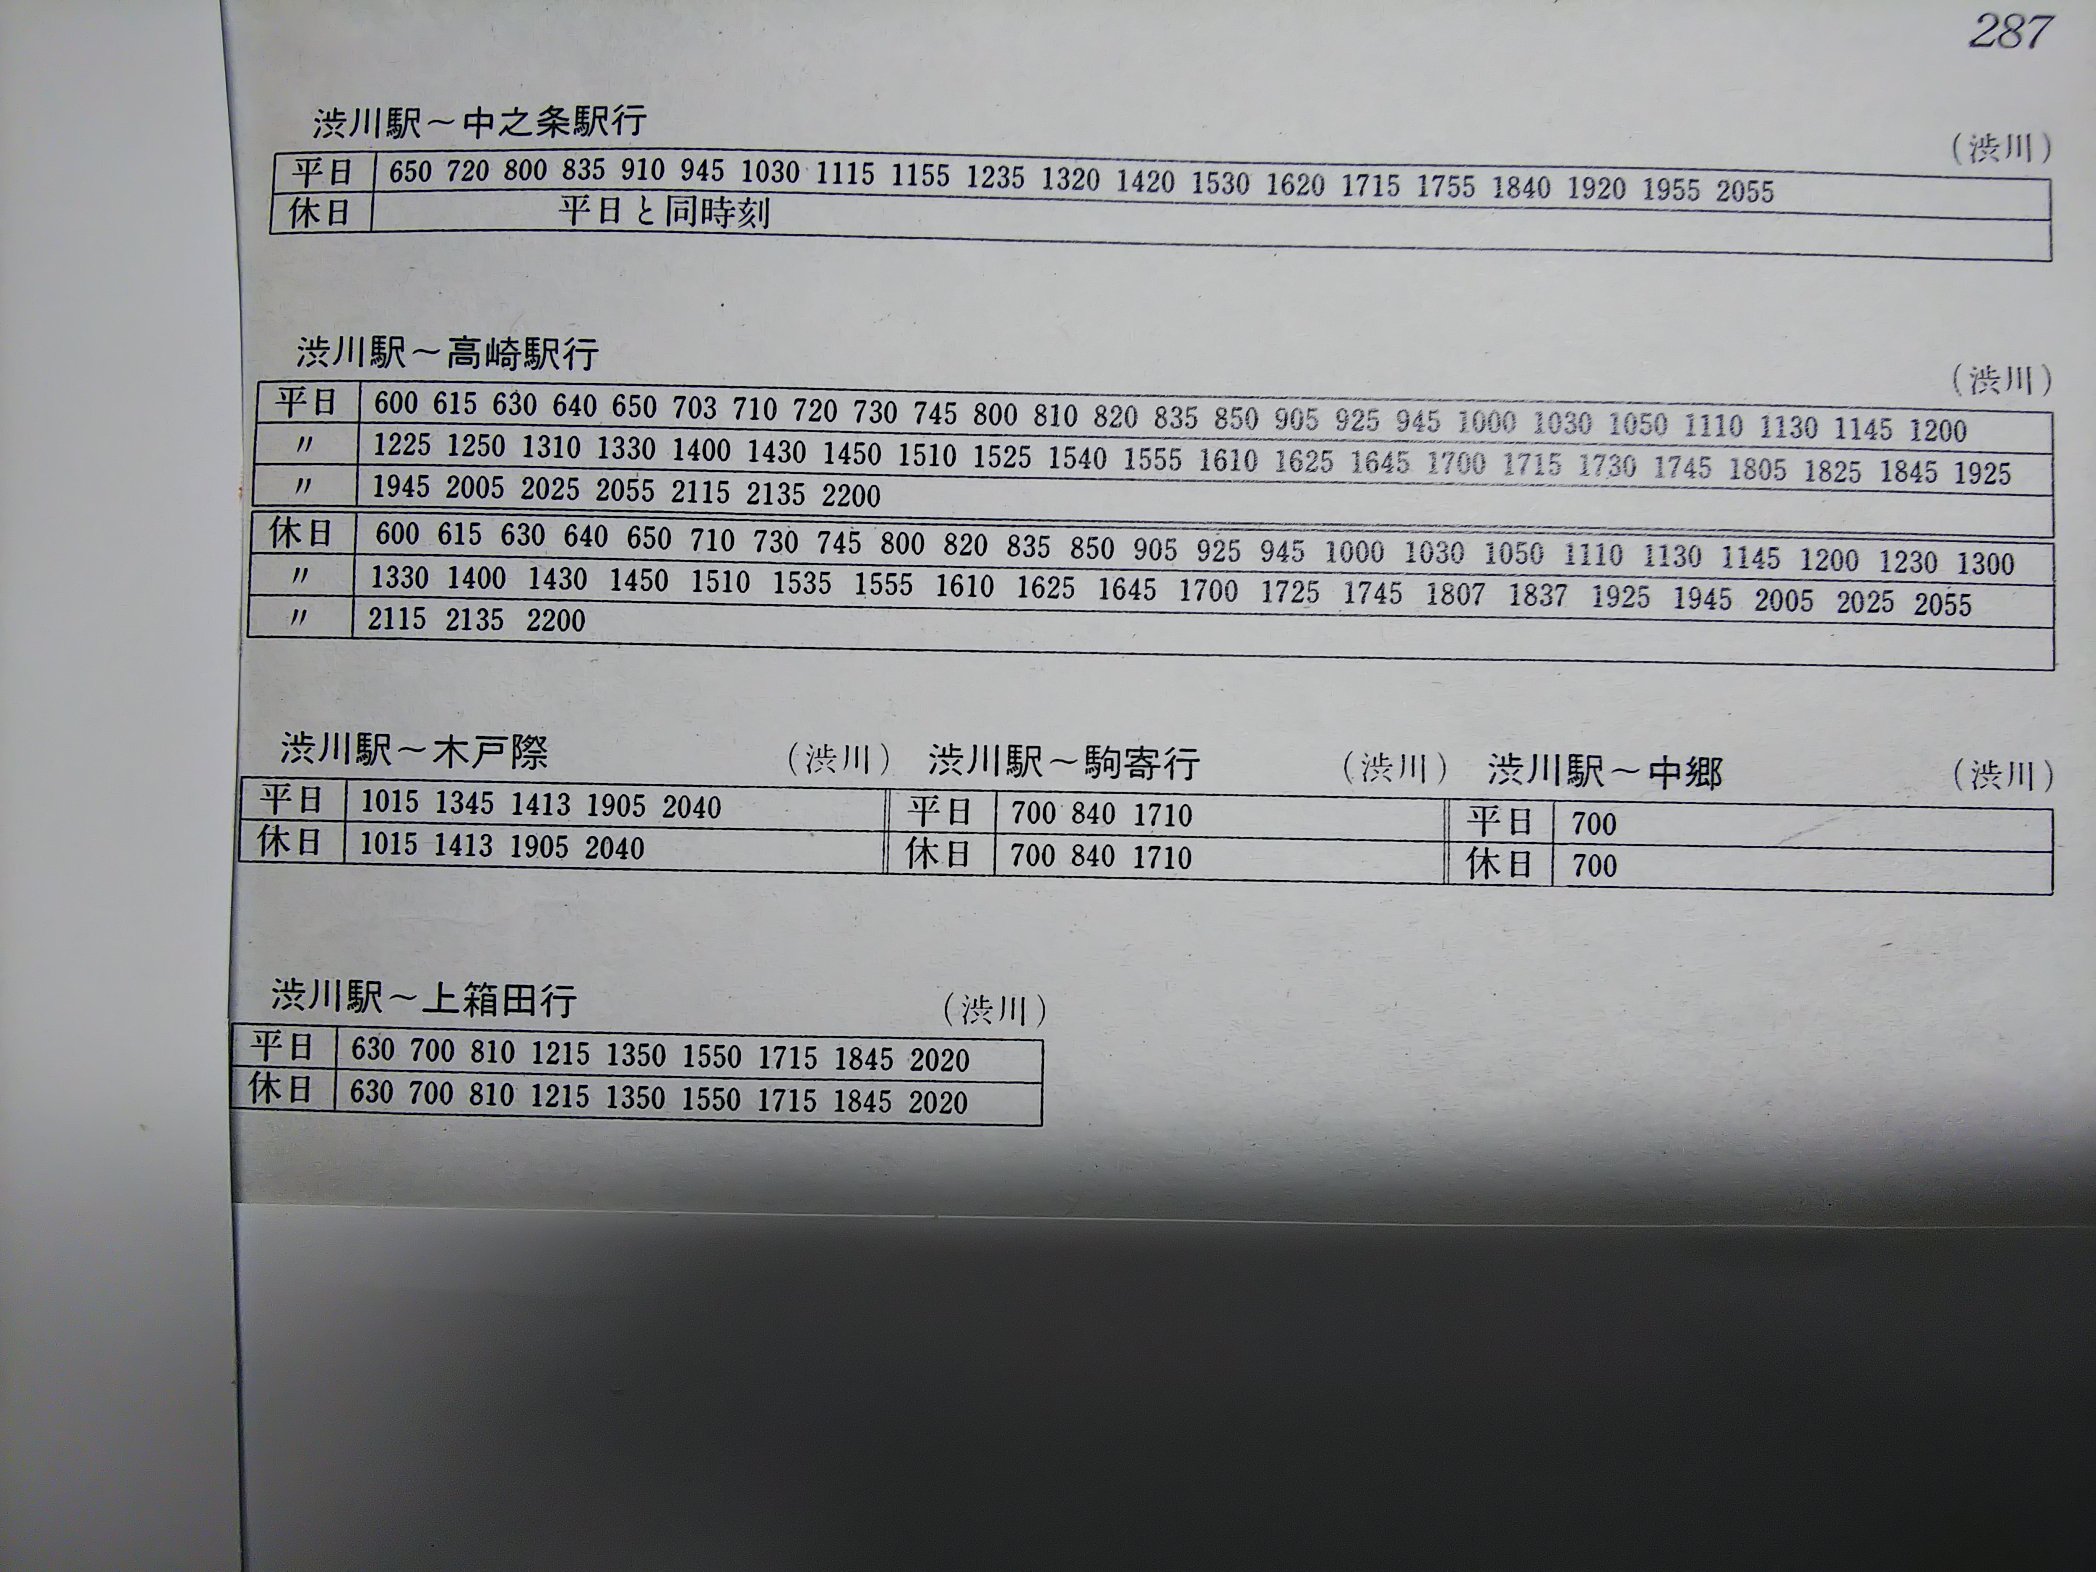 287
渋川駅～中之条駅行 (渋川)
平日 650 720 800 835 910 945 1030 1115 1155 1235 1320 1420 1530 1620 1715 1755 1840 1920 1955 2055
休日 平日と同時刻
渋川駅～高崎駅行 (渋川)
平日 600 615 630 640 650 703 710 720 730 745 800 810 820 835 850 905 925 945 1000 1030 1050 1110 1130 1145 1200
〃 1225 1250 1310 1330 1400 1430 1450 1510 1525 1540 1555 1610 1625 1645 1700 1715 1730 1745 1805 1825 1845 1925
〃 1945 2005 2025 2055 2115 2135 2200
休日 600 615 630 640 650 710 730 745 800 820 835 850 905 925 945 1000 1030 1050 1110 1130 1145 1200 1230 1300
〃 1330 1400 1430 1450 1510 1535 1555 1610 1625 1645 1700 1725 1745 1807 1837 1925 1945 2005 2025 2055
〃 2115 2135 2200
渋川駅～木戸際 (渋川)
平日 1015 1345 1413 1905 2040
休日 1015 1413 1905 2040
渋川駅～駒寄行 (渋川)
平日 700 840 1710
休日 700 840 1710
渋川駅～中郷 (渋川)
平日 700
休日 700
渋川駅～上箱田行 (渋川)
平日 630 700 810 1215 1350 1550 1715 1845 2020
休日 630 700 810 1215 1350 1550 1715 1845 2020